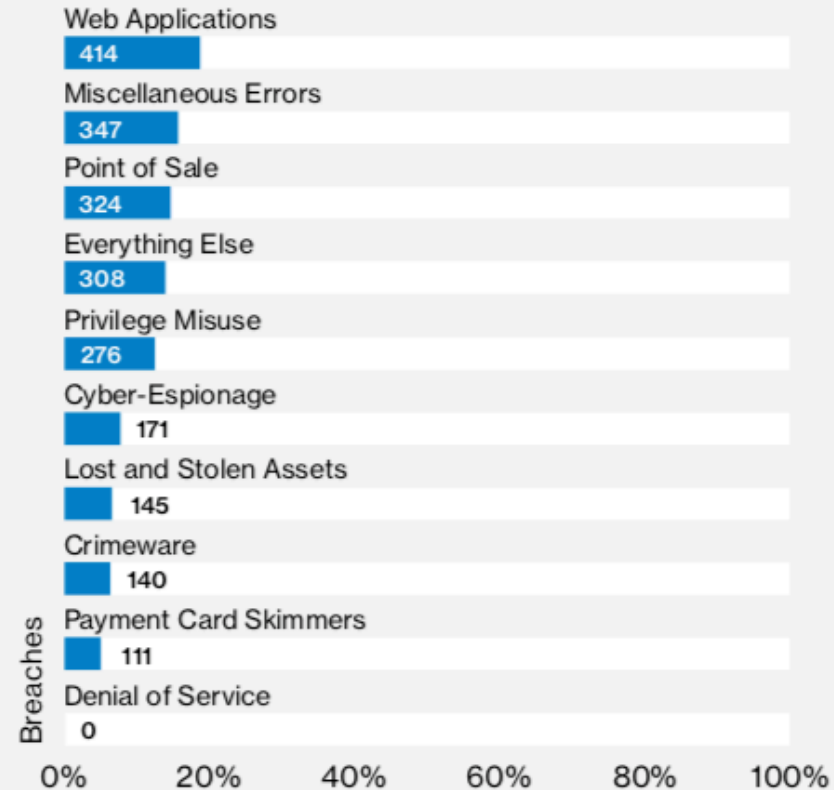 Web Applications
414
Miscellaneous Errors
347
Point of Sale
324
Everything Else
308
Privilege Misuse
276
Cyber-Espionage
171
Lost and Stolen Assets
145
Crimeware
140
Payment Card Skimmers
111
Denial of Service
0
Breaches
0% 20% 40% 60% 80% 100%